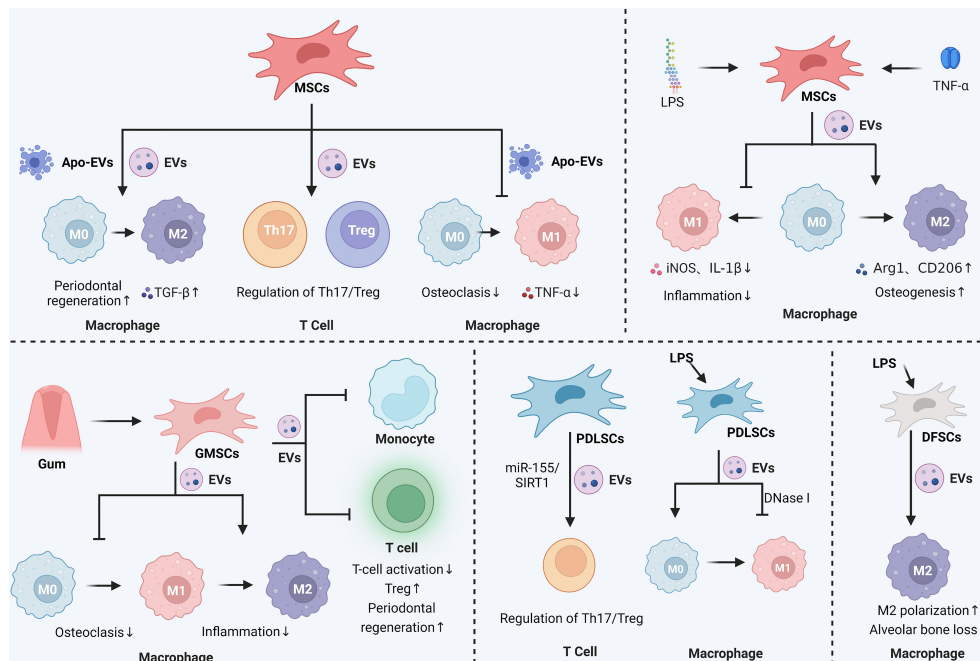 MSCs
Apo-EVs
EVs
EVs
Apo-EVs
M0
M2
Th17
Treg
M0
M1
Periodontal
regeneration↑
TGF-β↑
Regulation of Th17/Treg
Osteoclasis↓
TNF-α↓
Macrophage
T Cell
Macrophage
LPS
MSCs
TNF-α
EVs
M1
M0
M2
iNOS、IL-1β↓
Arg1、CD206↑
Inflammation↓
Osteogenesis↑
Macrophage
Gum
GMSCs
EVs
EVs
Monocyte
T cell
T-cell activation↓
Treg↑
Periodontal
regeneration↑
M0
M1
M2
Osteoclasis↓
Inflammation↓
Macrophage
PDLSCs
miR-155/
SIRT1
EVs
Regulation of Th17/Treg
T Cell
LPS
PDLSCs
EVs
DNase I
M0
M1
Macrophage
LPS
DFSCs
EVs
M2
M2 polarization↑
Alveolar bone loss
Macrophage